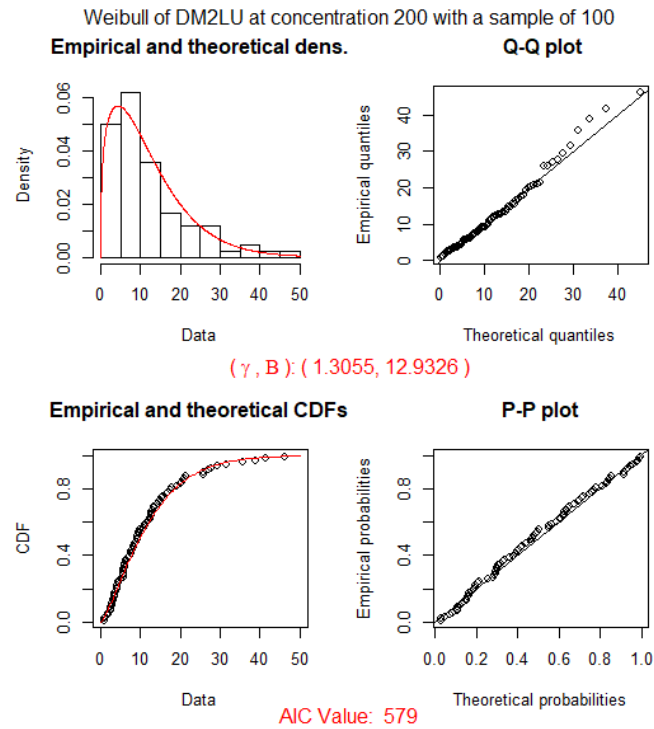 Weibull of DM2LU at concentration 200 with a sample of 100
Empirical and theoretical dens.
Density
0.00 0.02 0.04 0.06
0 10 20 30 40 50
Data
Q-Q plot
Empirical quantiles
0 10 20 30 40
0 10 20 30 40
Theoretical quantiles
( γ , B ): ( 1.3055, 12.9326 )
Empirical and theoretical CDFs
CDF
0.0 0.4 0.8
0 10 20 30 40 50
Data
P-P plot
Empirical probabilities
0.0 0.4 0.8
0.0 0.2 0.4 0.6 0.8 1.0
Theoretical probabilities
AIC Value: 579